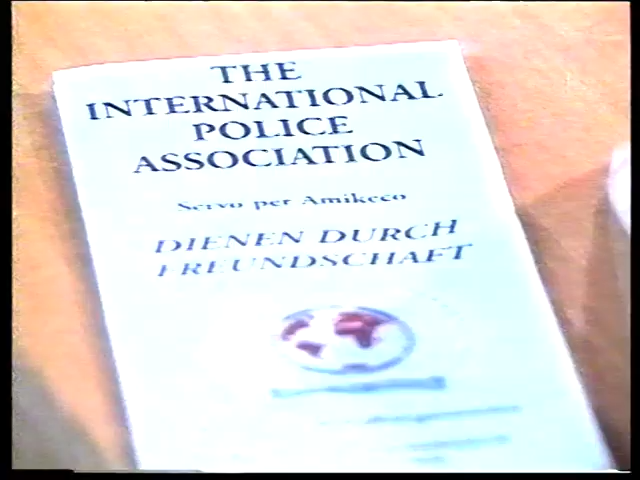 THE
INTERNATIONAL
POLICE
ASSOCIATION
Servo per Amikeco
DIENEN DURCH
FREUNDSCHAFT